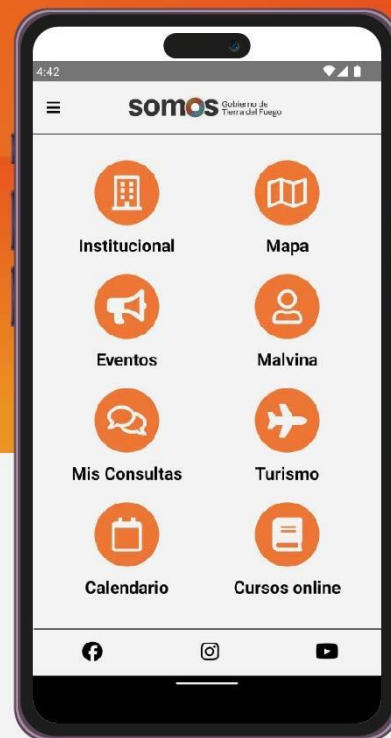 4:42
somos Gobierno de
Tierra del Fuego
Institucional
Mapa
Eventos
Malvina
Mis Consultas
Turismo
Calendario
Cursos online